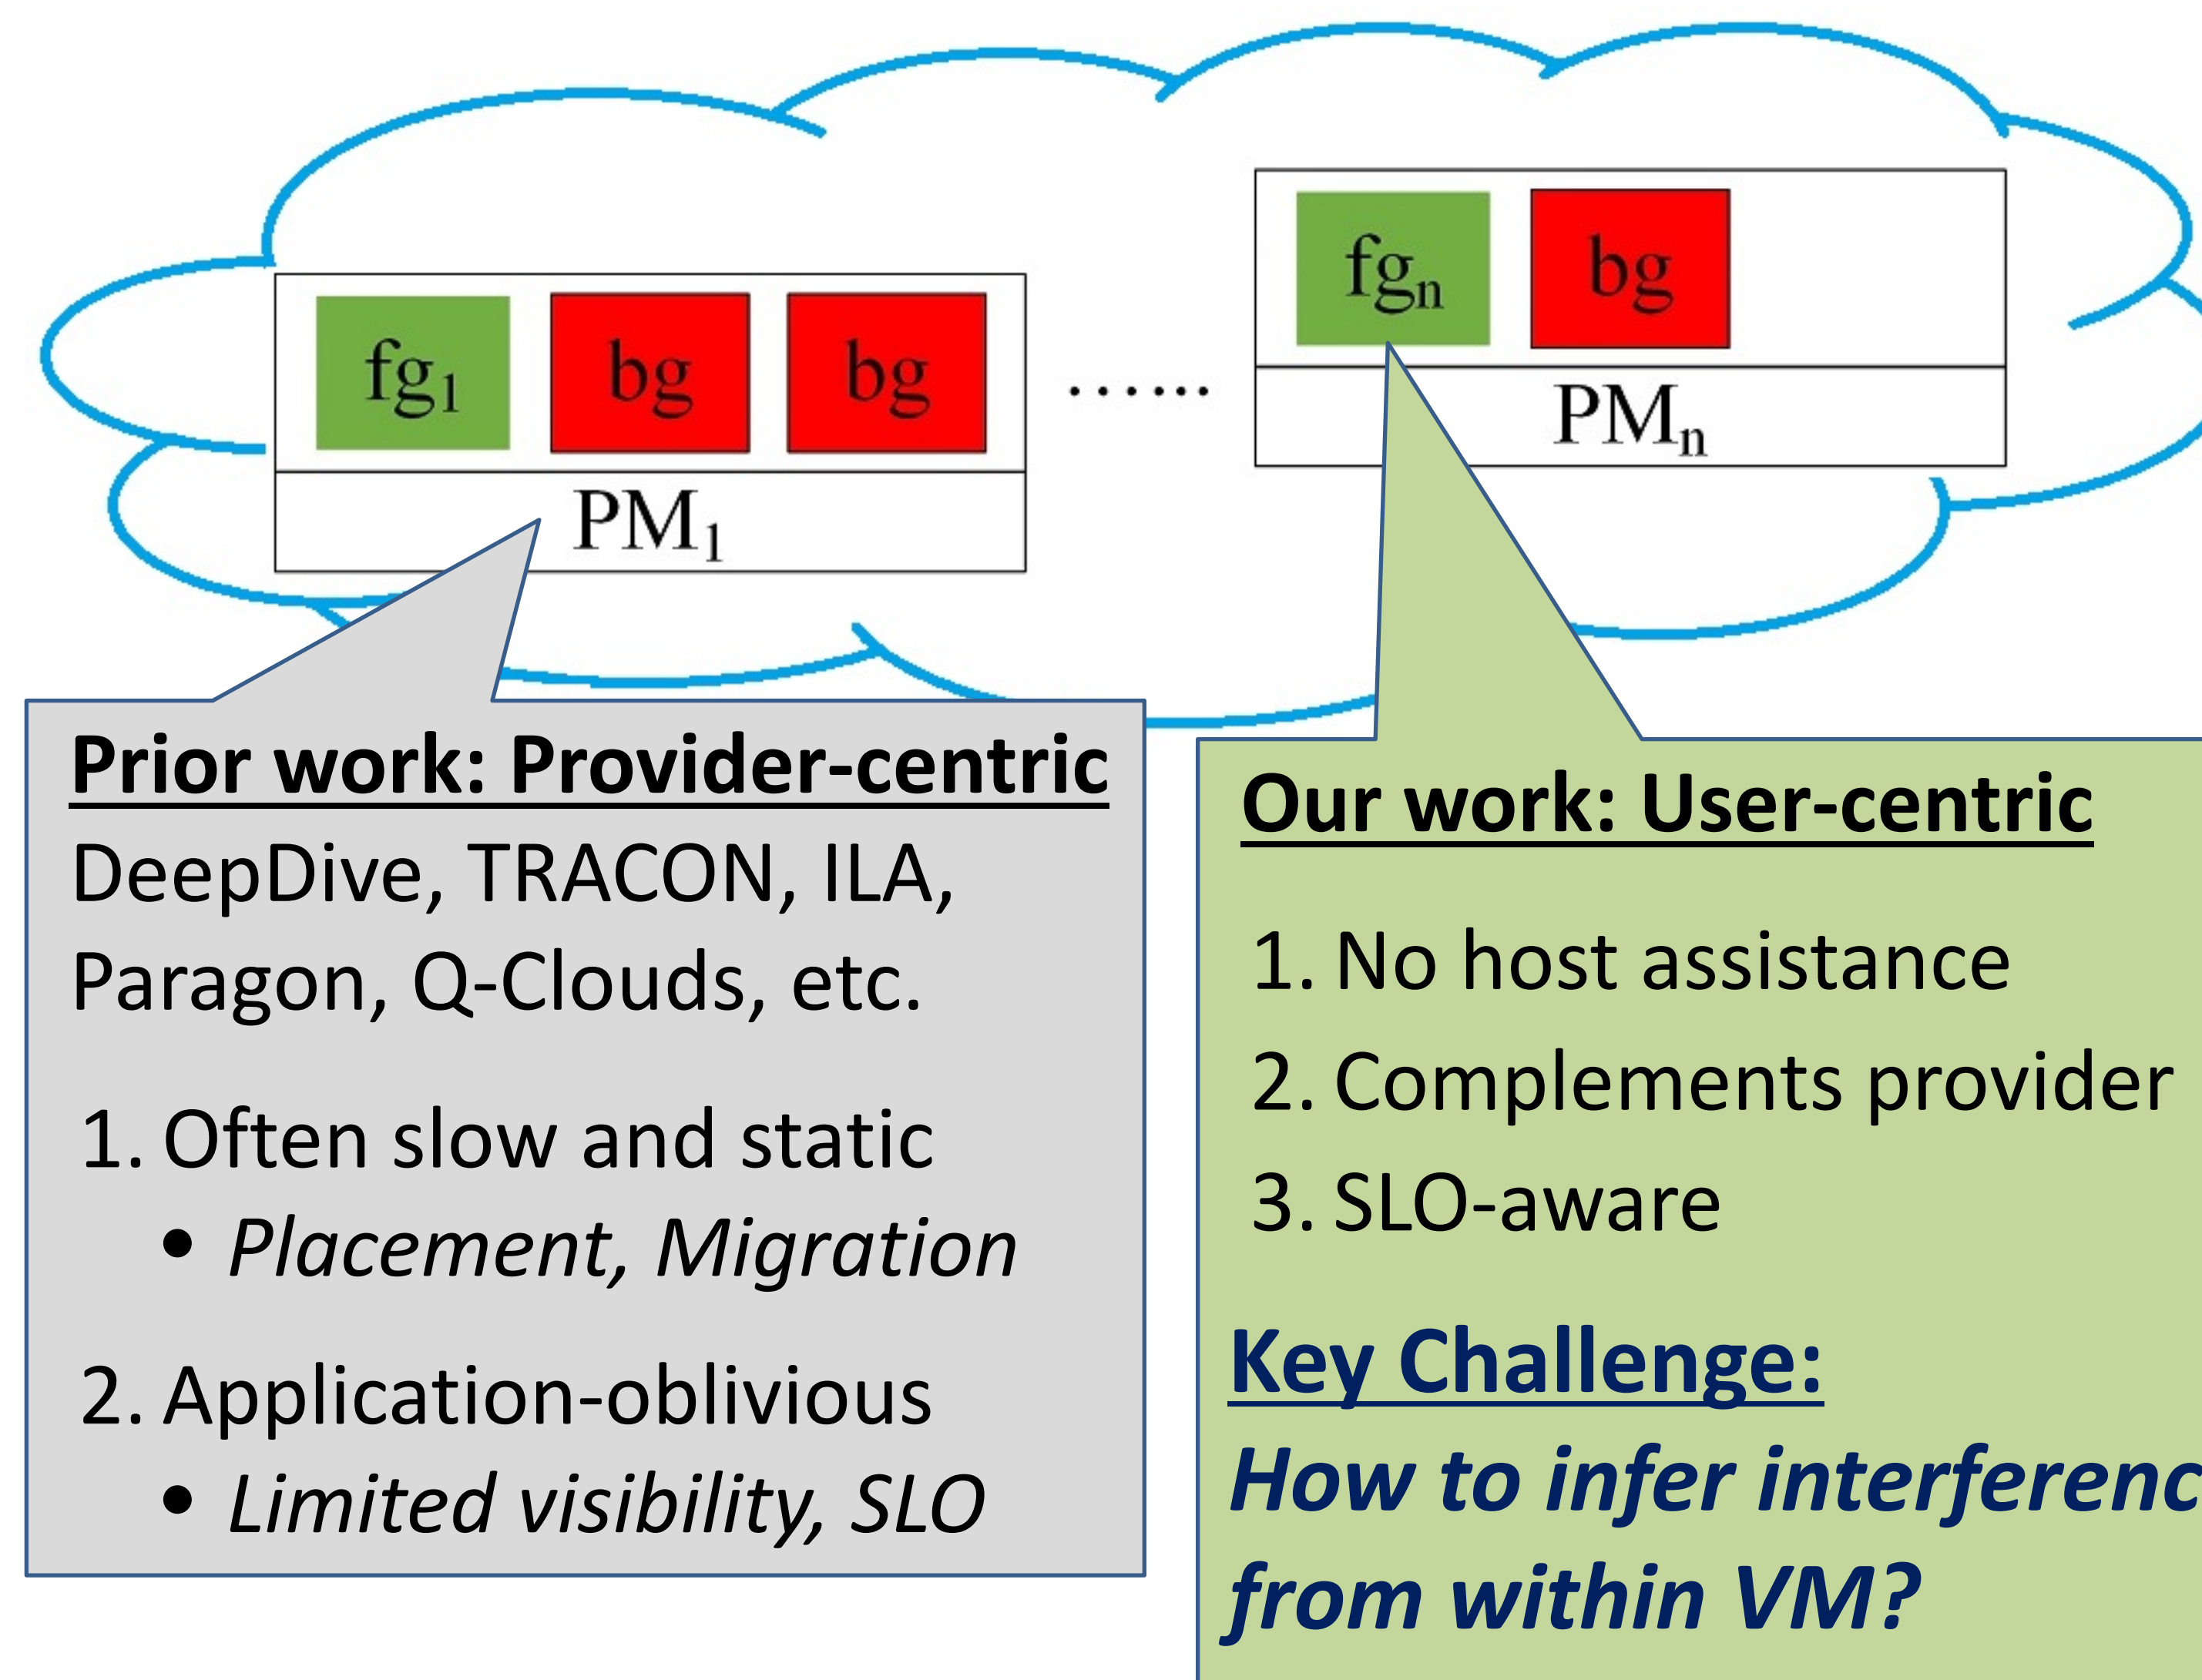 fg₁ bg bg
PM₁
......
fgₙ bg
PMₙ
Prior work: Provider-centric
DeepDive, TRACON, ILA,
Paragon, Q-Clouds, etc.
1. Often slow and static
• Placement, Migration
2. Application-oblivious
• Limited visibility, SLO
Our work: User-centric
1. No host assistance
2. Complements provider
3. SLO-aware
Key Challenge:
How to infer interferenc
from within VM?